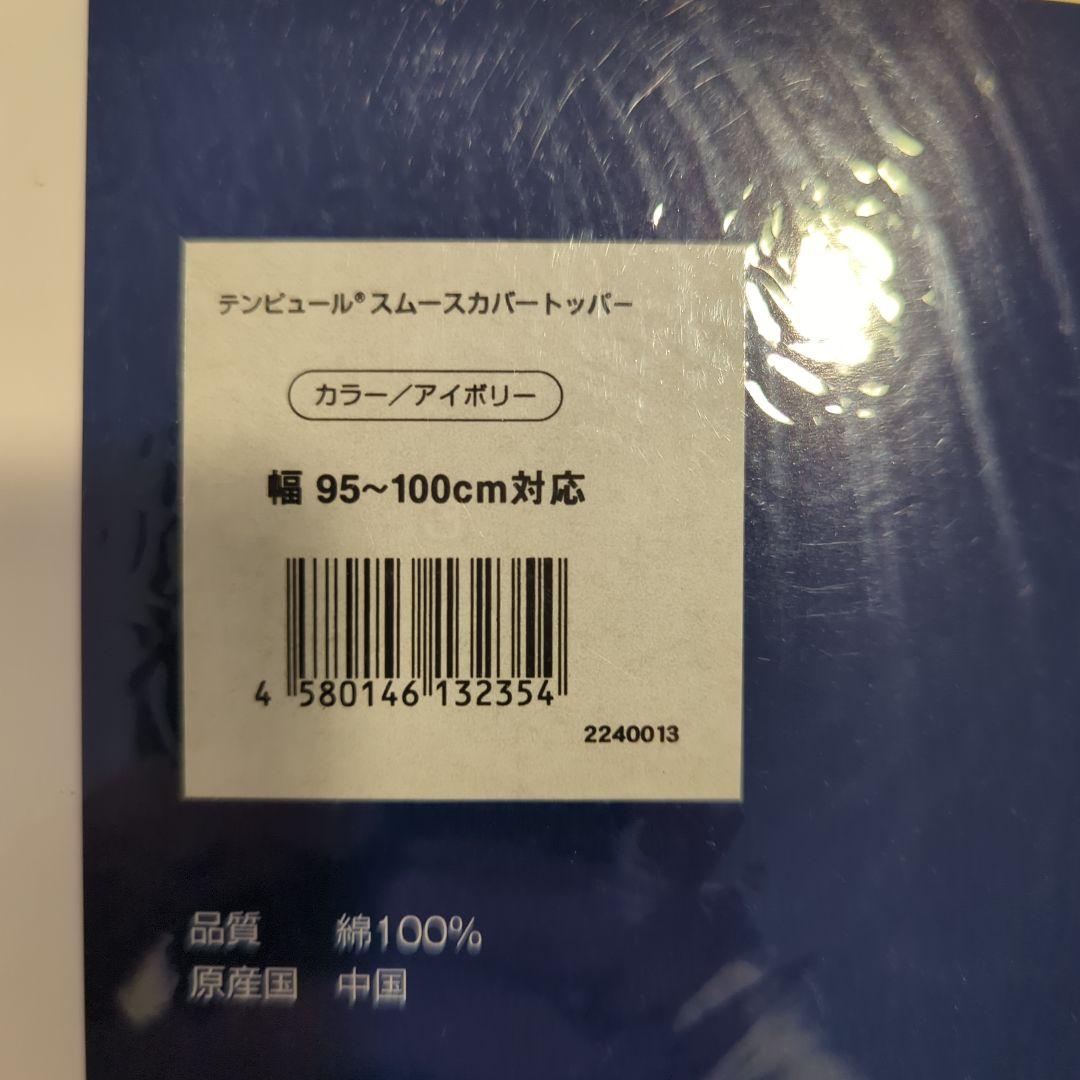 テンピュール®スムースカバートッパー
カラー/アイボリー
幅 95~100cm対応
4 580146 132354
2240013
品質 綿100%
原産国 中国